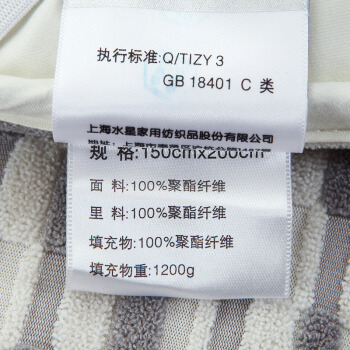 执行标准:Q/TIZY 3
GB 18401 C 类
上海水星家用纺织品股份有限公司
规 格:150cmx200cm
面 料:100%聚酯纤维
里 料:100%聚酯纤维
填充物:100%聚酯纤维
填充物重:1200g